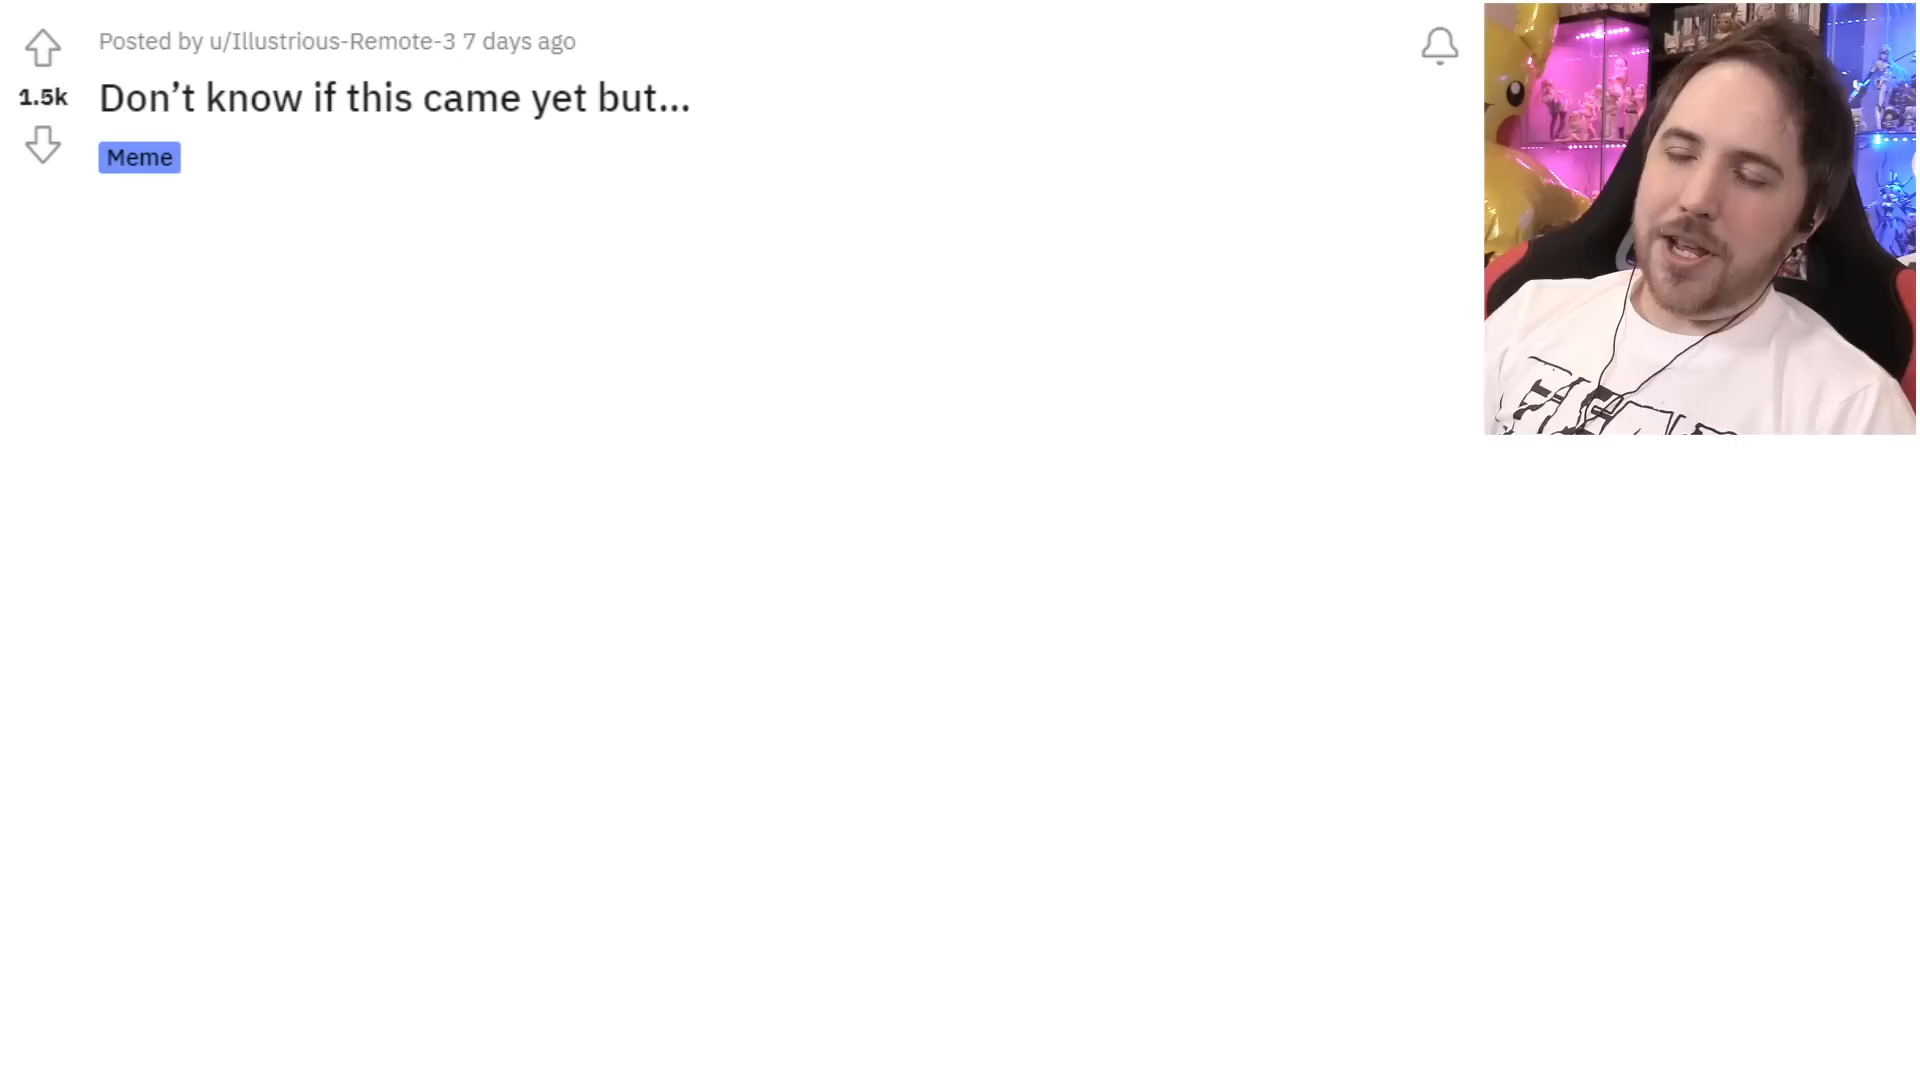 Posted by u/Illustrious-Remote-3 7 days ago
1.5k
Don’t know if this came yet but...
Meme